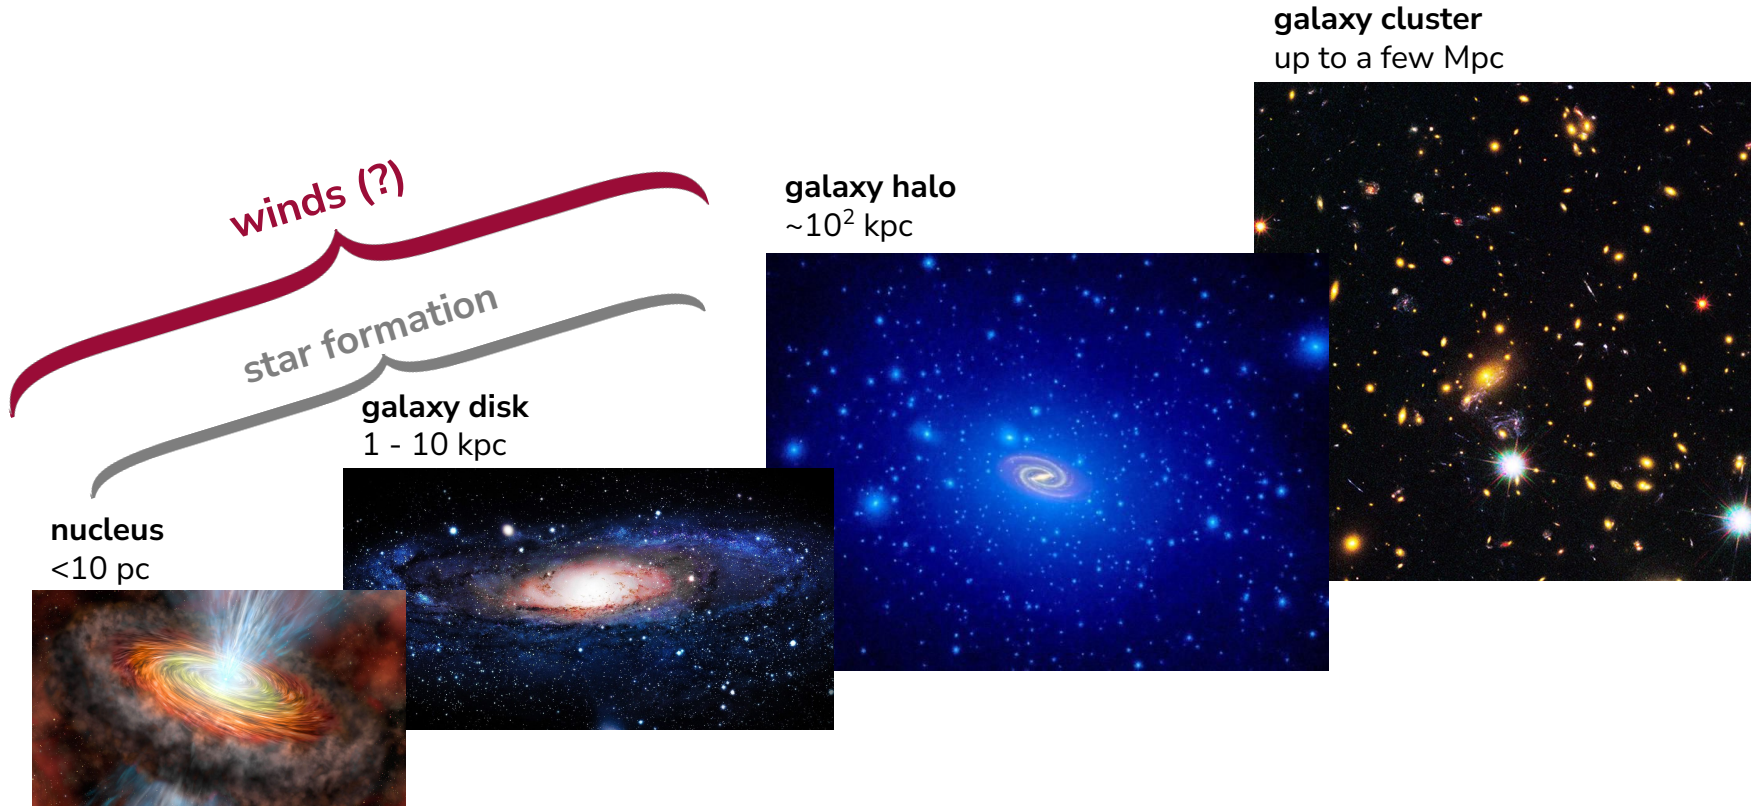 galaxy cluster
up to a few Mpc
winds (?)
galaxy halo
~10² kpc
star formation
galaxy disk
1 - 10 kpc
nucleus
<10 pc